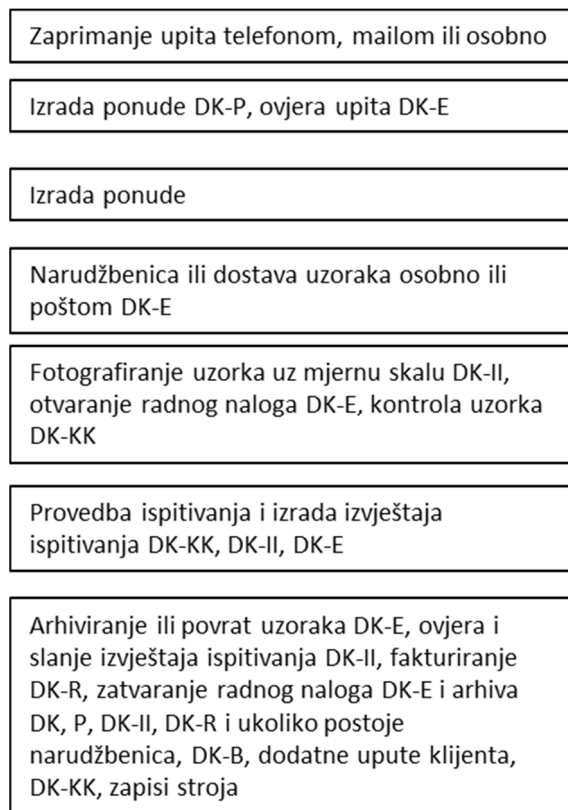 Zaprimanje upita telefonom, mailom ili osobno
Izrada ponude DK-P, ovjera upita DK-E
Izrada ponude
Narudžbenica ili dostava uzoraka osobno ili
poštom DK-E
Fotografiranje uzorka uz mjernu skalu DK-II,
otvaranje radnog naloga DK-E, kontrola uzorka
DK-KK
Provedba ispitivanja i izrada izvještaja
ispitivanja DK-KK, DK-II, DK-E
Arhiviranje ili povrat uzoraka DK-E, ovjera i
slanje izvještaja ispitivanja DK-II, fakturiranje
DK-R, zatvaranje radnog naloga DK-E i arhiva
DK, P, DK-II, DK-R i ukoliko postoje
narudžbenica, DK-B, dodatne upute klijenta,
DK-KK, zapisi stroja